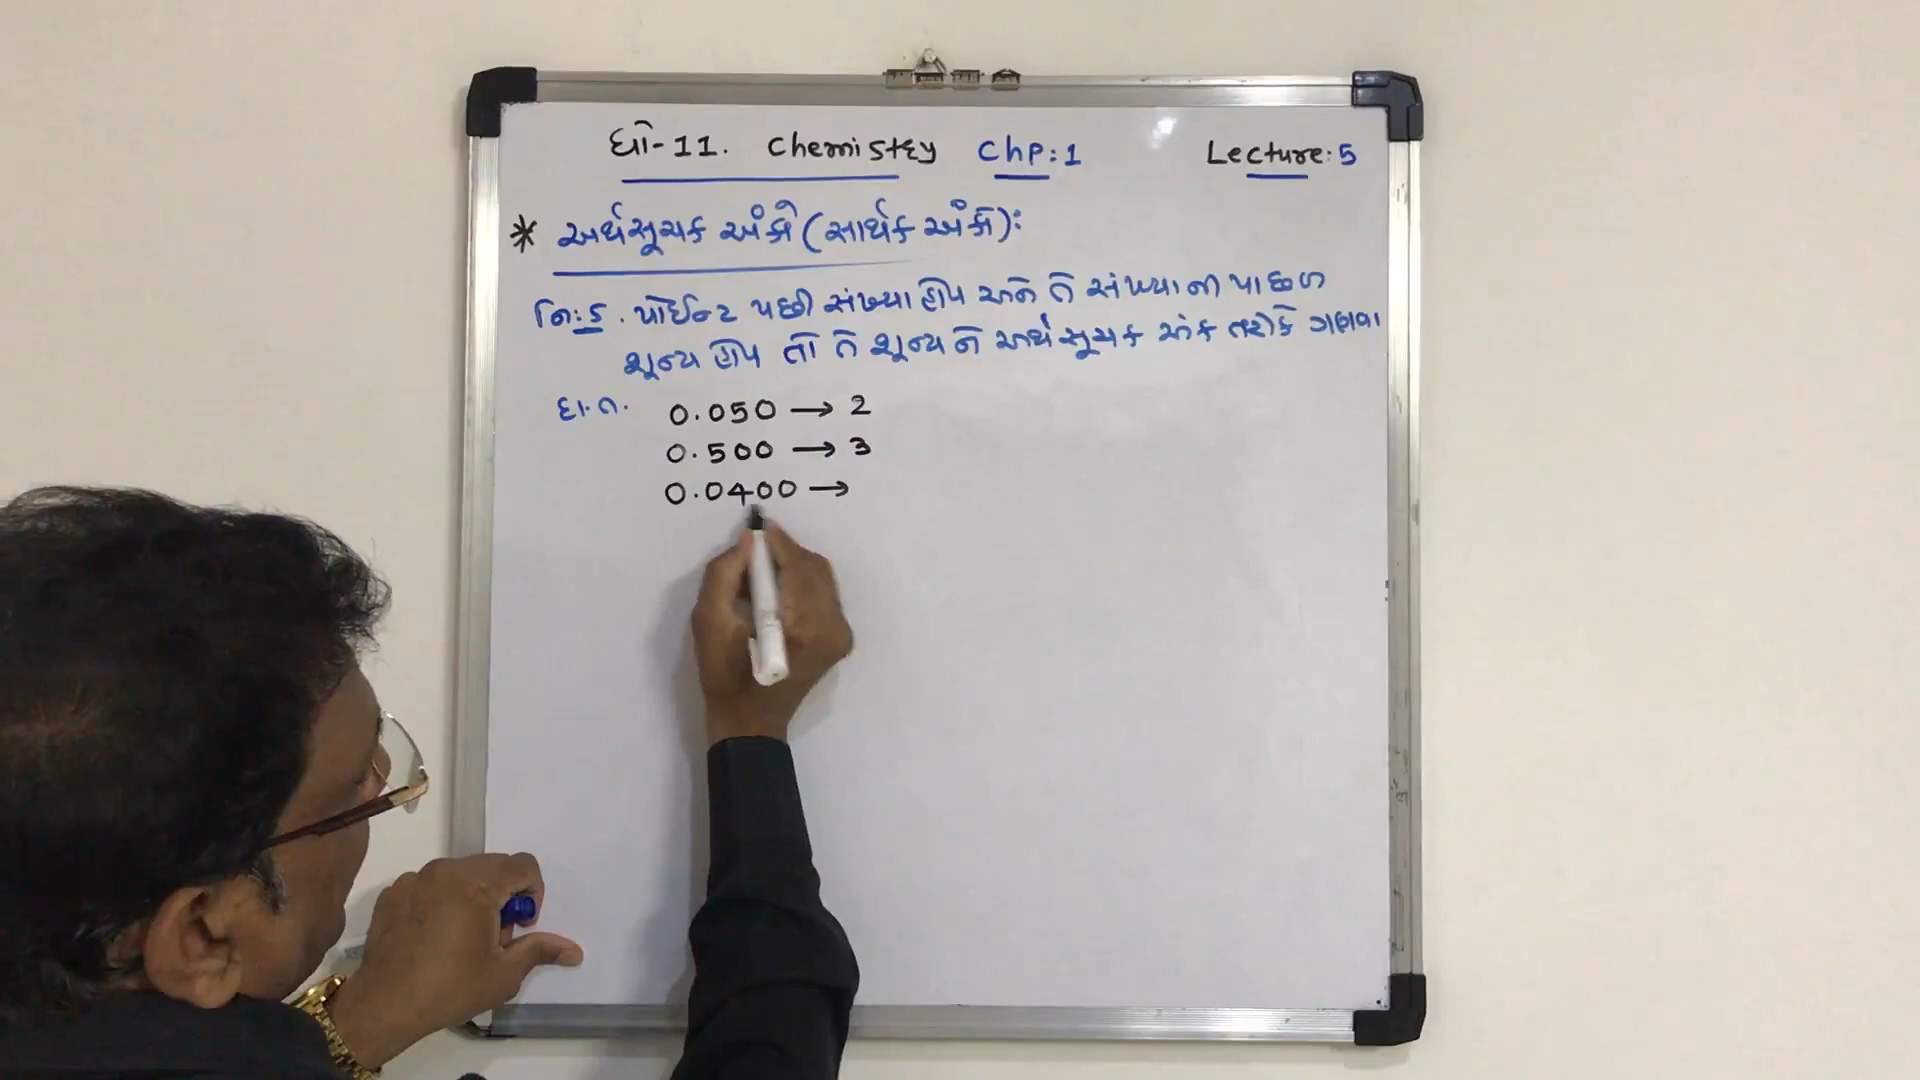 ધો-11. Chemistry Chp:1 Lecture:5
* અર્થસૂચક અંકો (સાર્થક અંકો):
નિ:5. પોઈન્ટ પછી સંખ્યા હોય અને તે સંખ્યા ની પાછળ
શૂન્ય હોય તો તે શૂન્ય ને અર્થસૂચક અંક તરીકે ગણવા
દા.ત. 0.050 → 2
0.500 → 3
0.0400 →